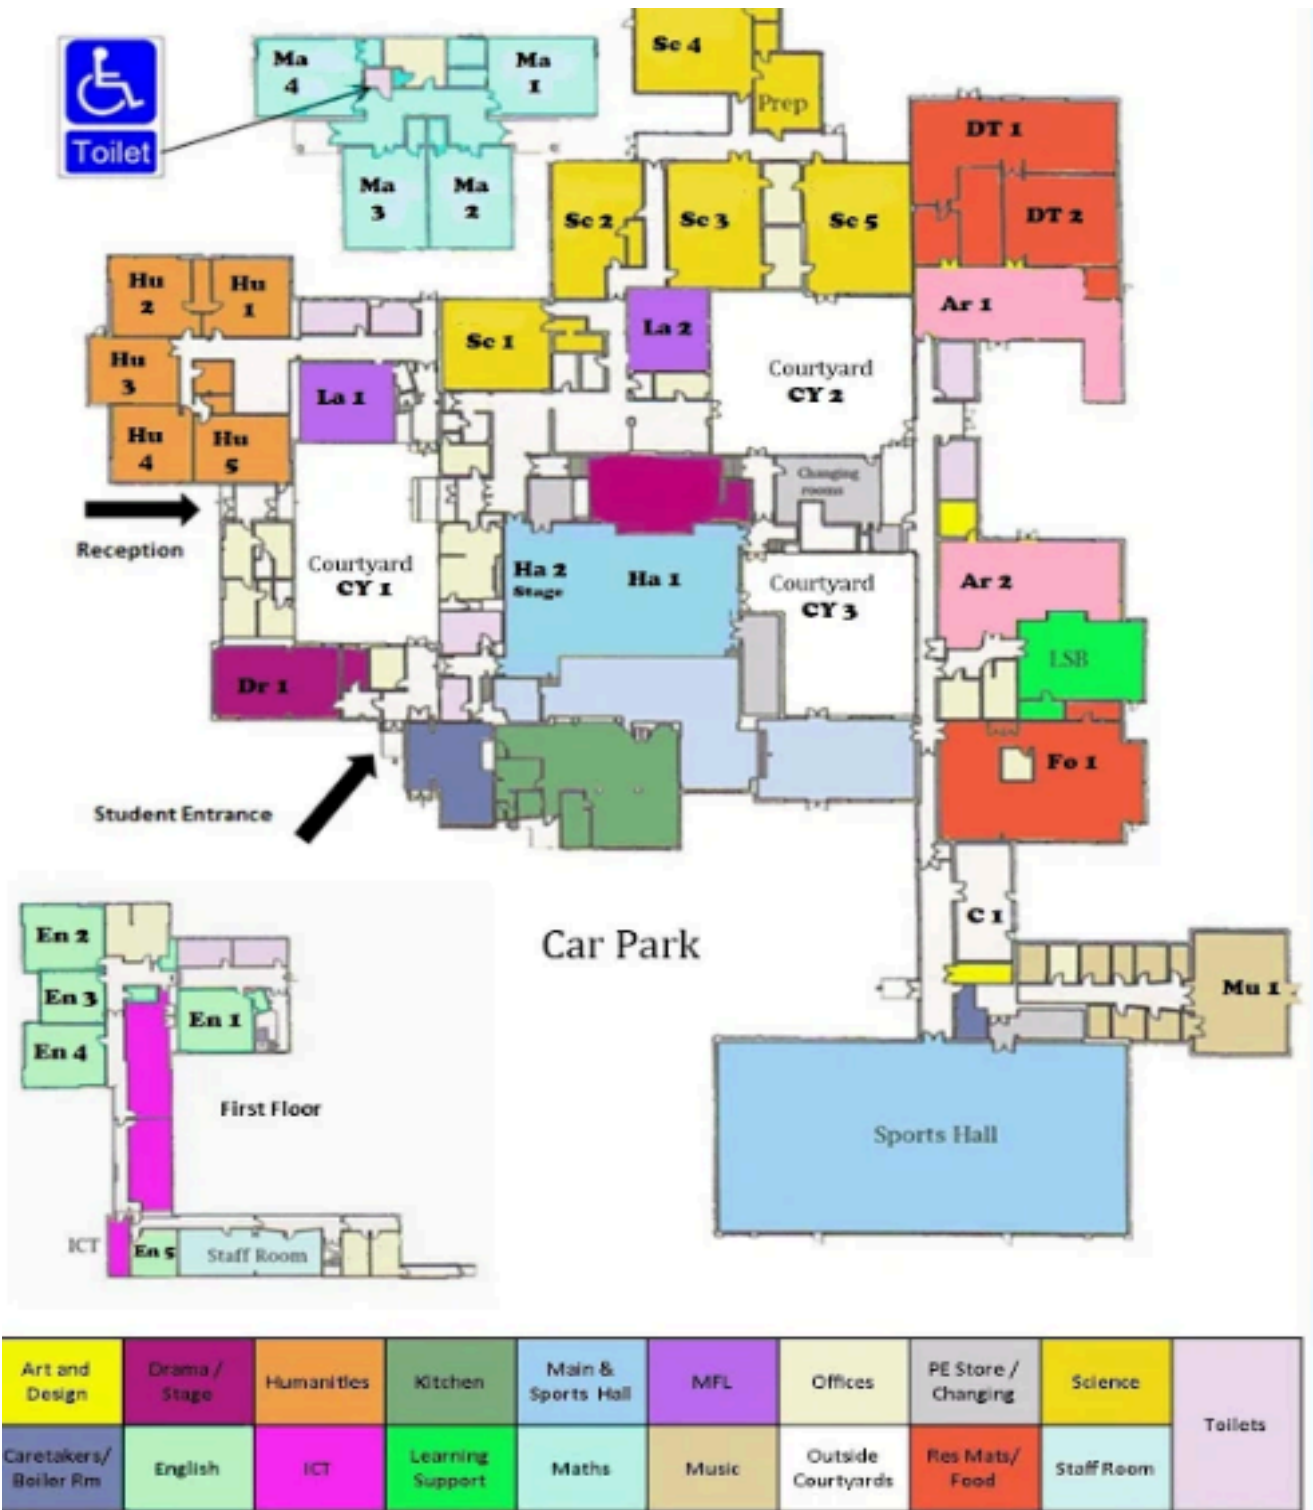 Toilet
Ma
4
Ma
1
Ma
3
Ma
2
Sc 4
Prep
Sc 2
Sc 3
Sc 5
DT 1
DT 2
Ar 1
Hu
2
Hu
1
Hu
3
Hu
4
Hu
5
La 1
Sc 1
La 2
Courtyard
CY 2
Changing
rooms
Reception
Courtyard
CY 1
Ha 2
Stage
Ha 1
Courtyard
CY 3
Ar 2
LSB
Dr 1
Student Entrance
Fo 1
Car Park
C 1
Mu 1
Sports Hall
En 2
En 3
En 1
En 4
First Floor
ICT
En 5
Staff Room
Art and
Design
Drama /
Stage
Humanities
Kitchen
Main &
Sports Hall
MFL
Offices
PE Store /
Changing
Science
Toilets
Caretakers/
Boiler Rm
English
ICT
Learning
Support
Maths
Music
Outside
Courtyards
Res Mats/
Food
Staff Room